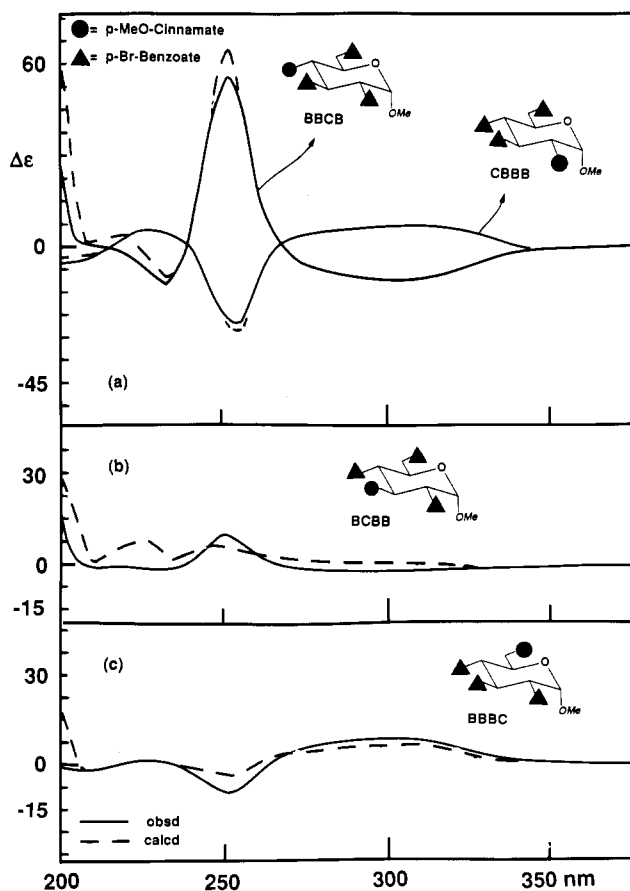 ●= p-MeO-Cinnamate
▲= p-Br-Benzoate
60
Δε
0
-45
BBCB
OMe
O
CBBB
OMe
O
(a)
30
(b)
0
-15
BCBB
OMe
O
30
(c)
0
-15
BBBC
OMe
O
obsd
calcd
200 250 300 350 nm